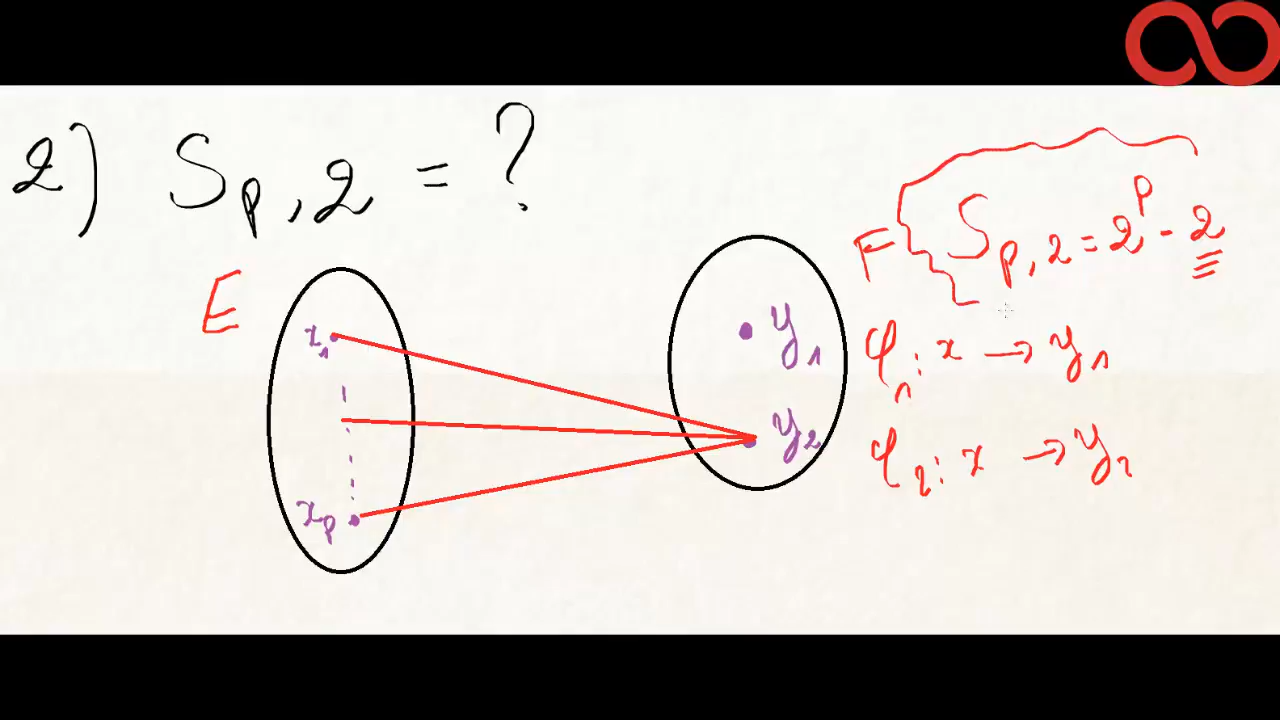 2) S_p,2 = ?
S_p,2 = 2^p - 2
E
F
x_1
x_p
y_1
y_2
φ_1 : x → y_1
φ_2 : x → y_2